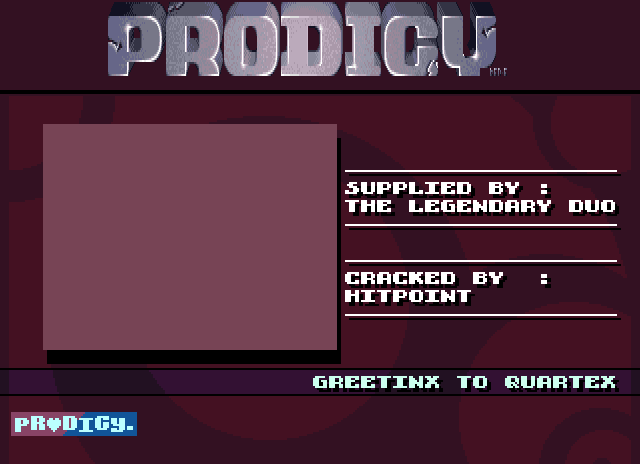 PRODIGY
SUPPLIED BY :
THE LEGENDARY DUO
CRACKED BY :
HITPOINT
GREETINX TO QUARTEX
pR♥DIGy.